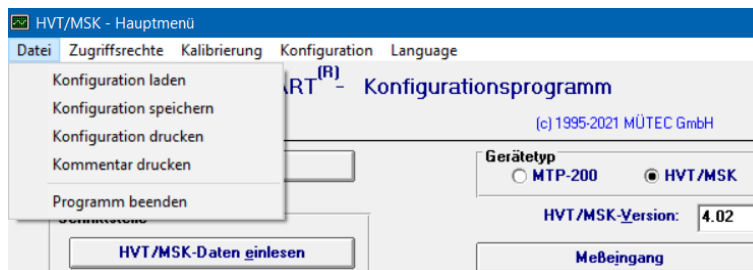 HVT/MSK - Hauptmenü
Datei Zugriffsrechte Kalibrierung Konfiguration Language
Konfiguration laden
Konfiguration speichern
Konfiguration drucken
Kommentar drucken
Programm beenden
(R)- Konfigurationsprogramm
(c) 1995-2021 MÜTEC GmbH
Gerätetyp
MTP-200 HVT/MSK
HVT/MSK-Version: 4.02
HVT/MSK-Daten einlesen
Meßeingang